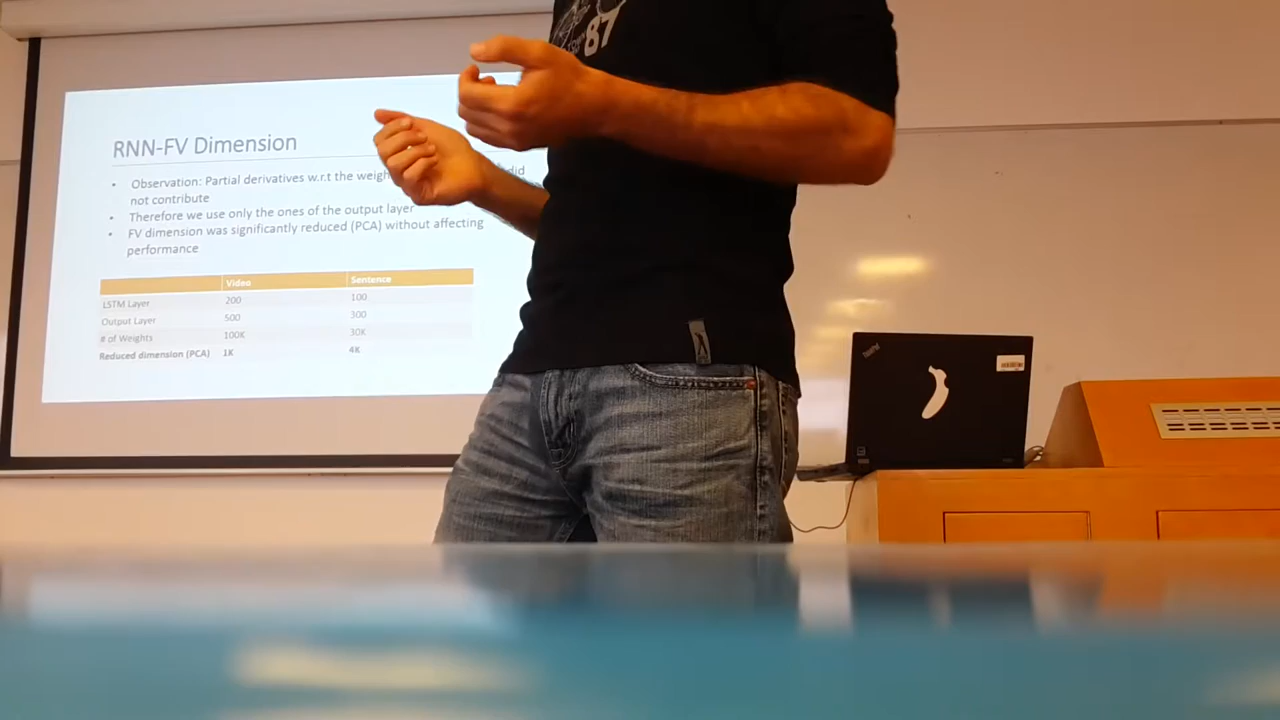 87
RNN-FV Dimension
• Observation: Partial derivatives w.r.t the did
not contribute
• Therefore we use only the ones of the output layer
• FV dimension was significantly reduced (PCA) without affecting
performance
Video Sentence
LSTM Layer 200 100
Output Layer 500 300
# of Weights 100K 30K
Reduced dimension (PCA) 1K 4K
ThinkPad